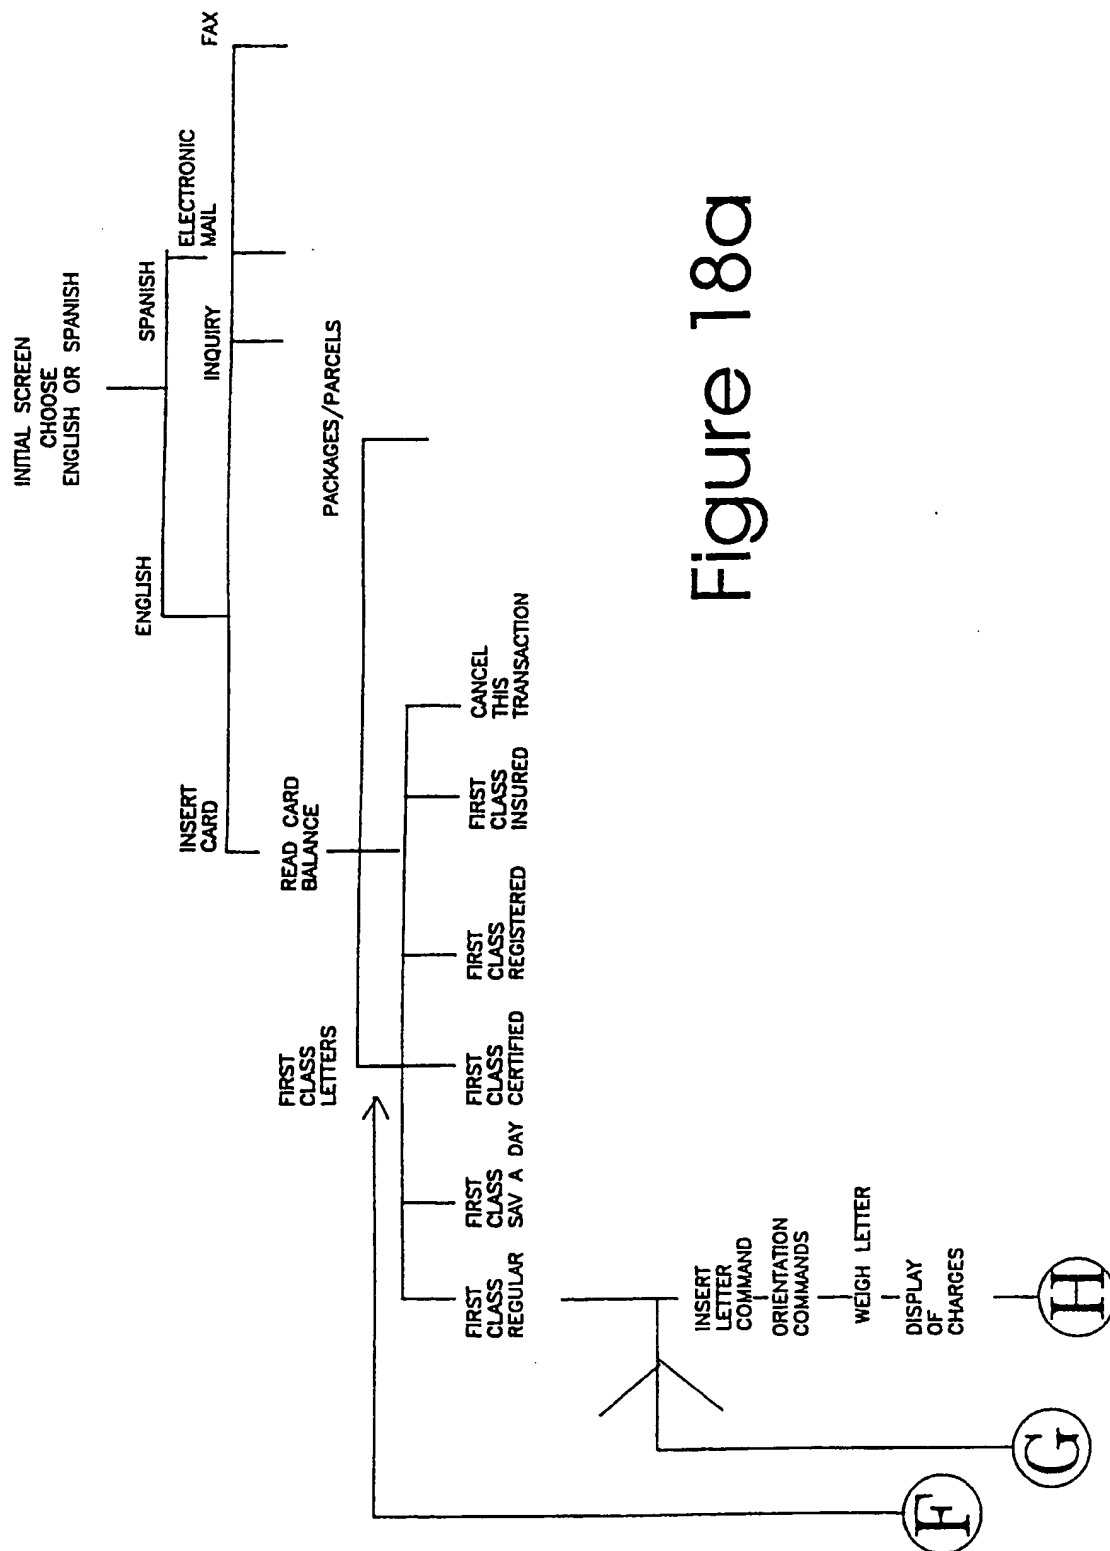 INITIAL SCREEN
CHOOSE
ENGLISH OR SPANISH
ENGLISH
SPANISH
INSERT
CARD
INQUIRY
ELECTRONIC
MAIL
FAX
READ CARD
BALANCE
FIRST
CLASS
LETTERS
PACKAGES/PARCELS
FIRST
CLASS
REGULAR
FIRST
CLASS
SAV A DAY
FIRST
CLASS
CERTIFIED
FIRST
CLASS
REGISTERED
FIRST
CLASS
INSURED
CANCEL
THIS
TRANSACTION
INSERT
LETTER
COMMAND
ORIENTATION
COMMANDS
WEIGH LETTER
DISPLAY
OF
CHARGES
F
G
H
Figure 18a